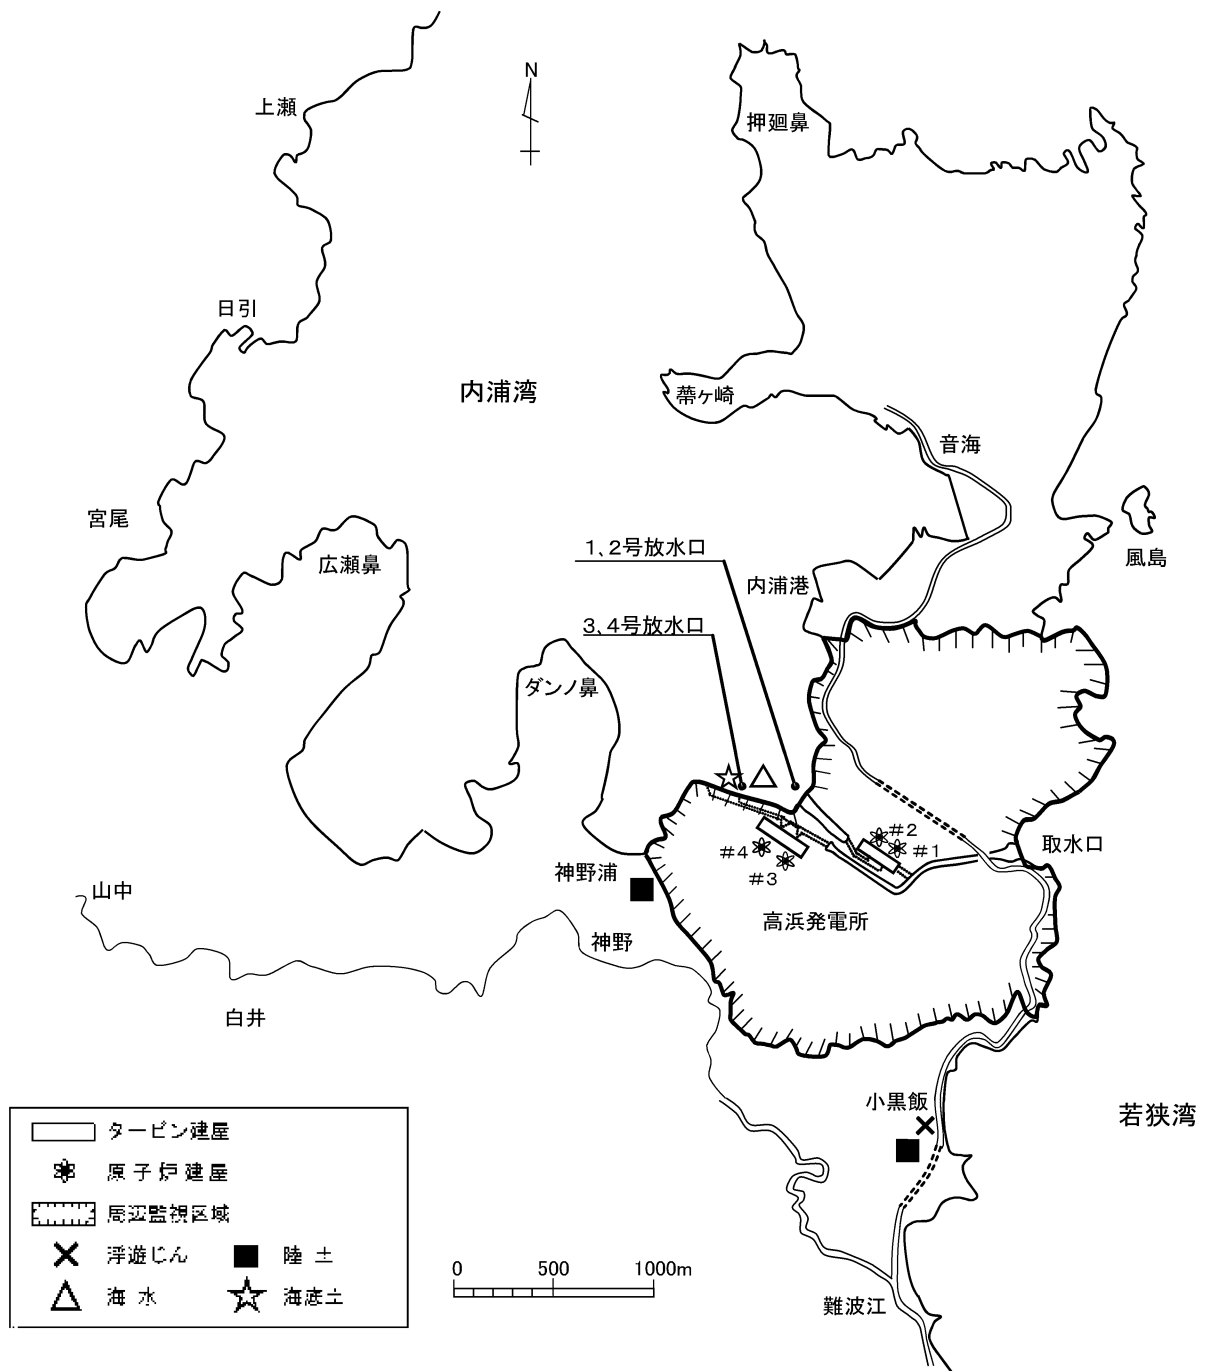 N
上瀬
押廻鼻
日引
内浦湾
蔕ヶ崎
音海
宮尾
広瀬鼻
風島
1、2号放水口
内浦港
3、4号放水口
ダンノ鼻
#2
#1
#4
#3
取水口
神野浦
山中
高浜発電所
神野
白井
小黒飯
若狭湾
難波江
タービン建屋
原子炉建屋
周辺監視区域
浮遊じん
陸土
海水
海底土
0 500 1000m